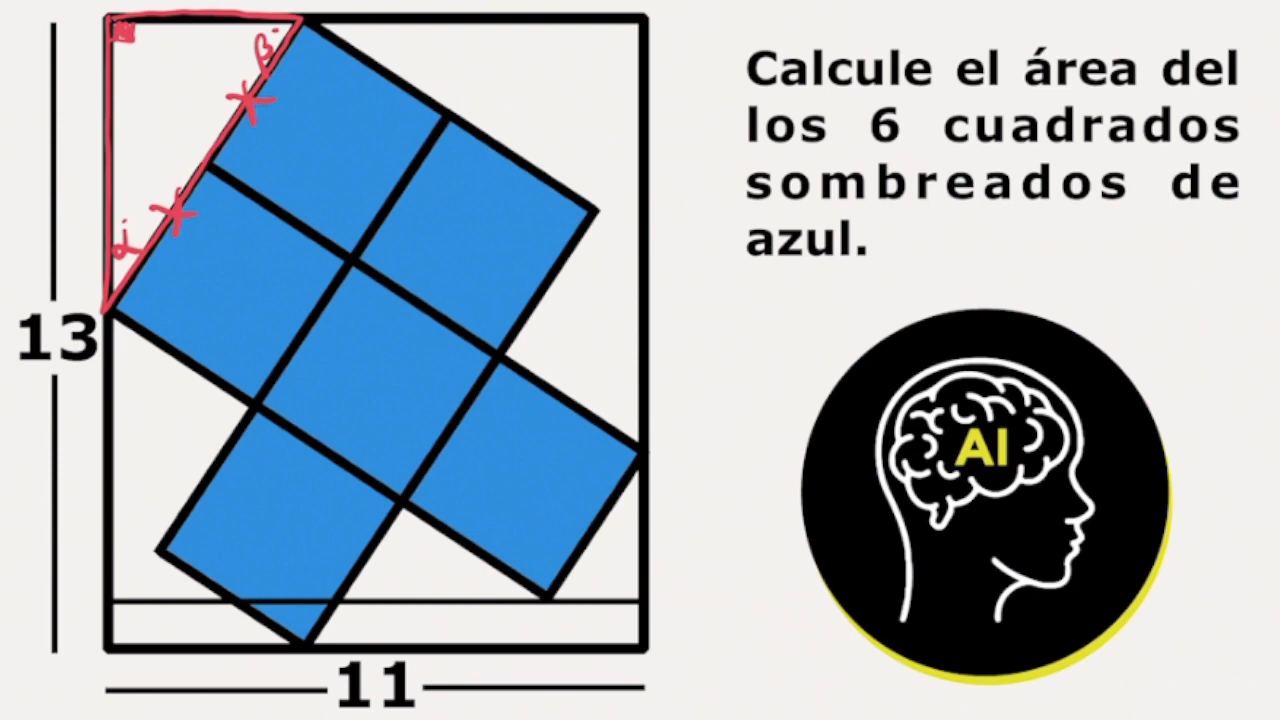 Calcule el área del
los 6 cuadrados
sombreados de
azul.
β
α
13
AI
11